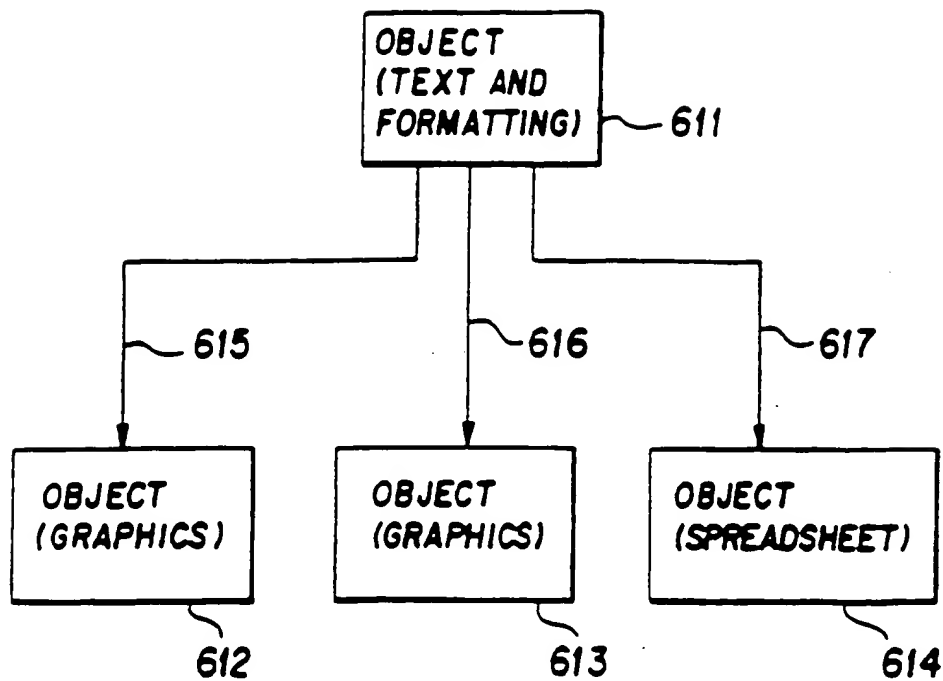 OBJECT
(TEXT AND
FORMATTING)
611
615
616
617
OBJECT
(GRAPHICS)
OBJECT
(GRAPHICS)
OBJECT
(SPREADSHEET)
612
613
614